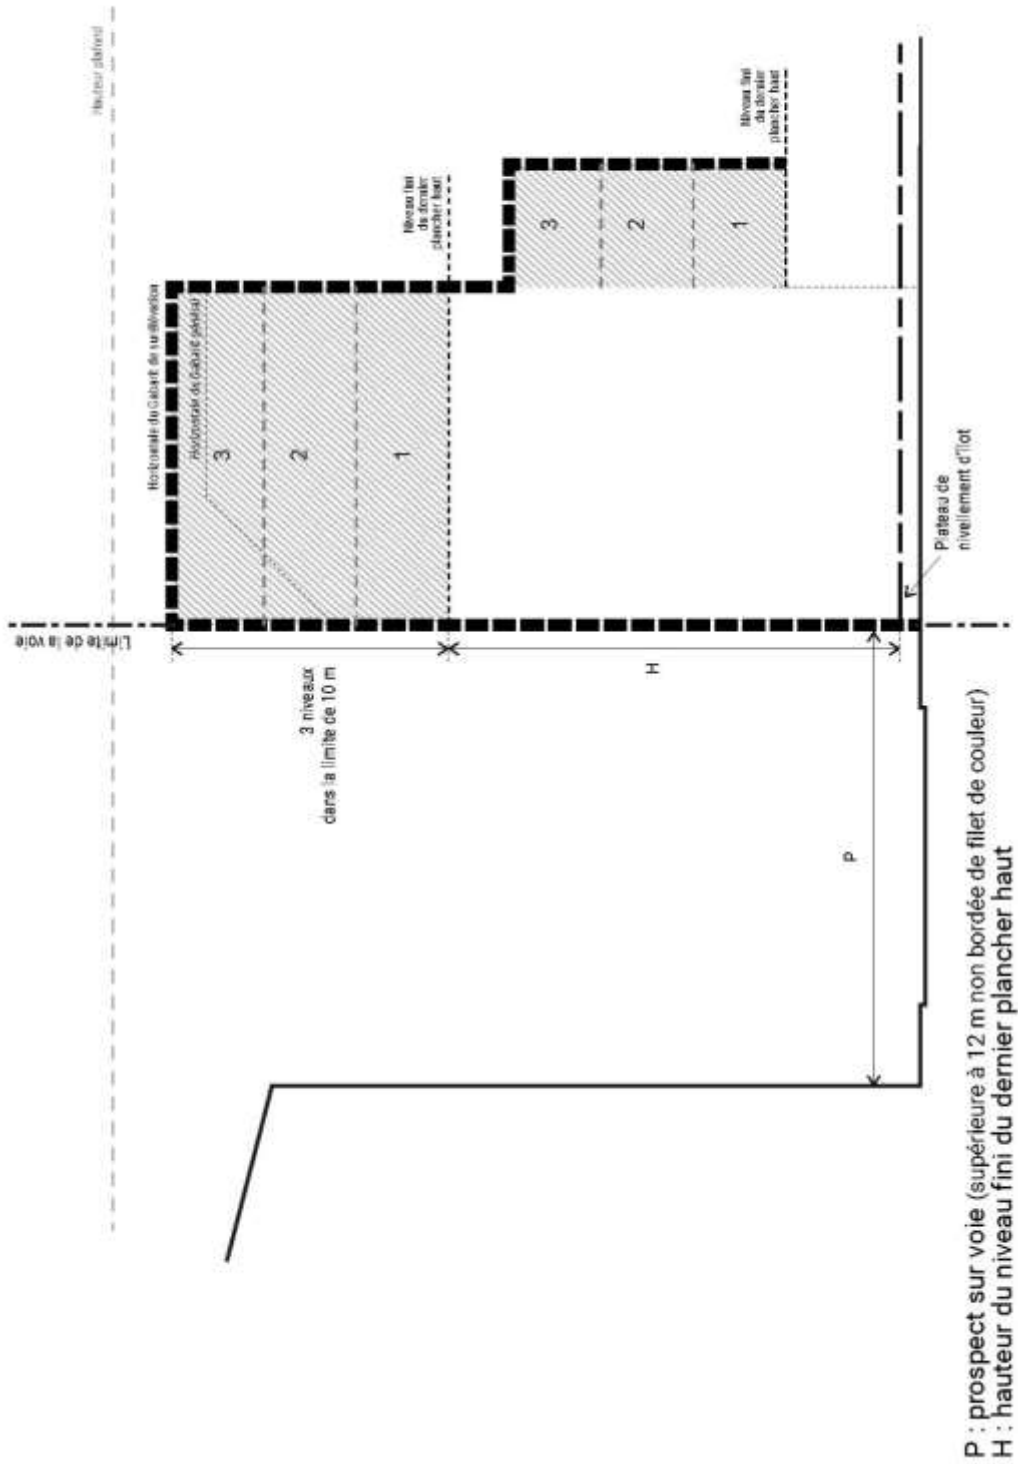 Hauteur plafond
Limite de la voie
Horizontale du Gabarit de surélévation
Horizontale du Gabarit général
3
2
1
Niveau fini
du dernier
plancher haut
3
2
1
Niveau fini
du dernier
plancher haut
3 niveaux
dans la limite de 10 m
H
P
Plateau de
nivellement d'îlot
P : prospect sur voie (supérieure à 12 m non bordée de filet de couleur)
H : hauteur du niveau fini du dernier plancher haut